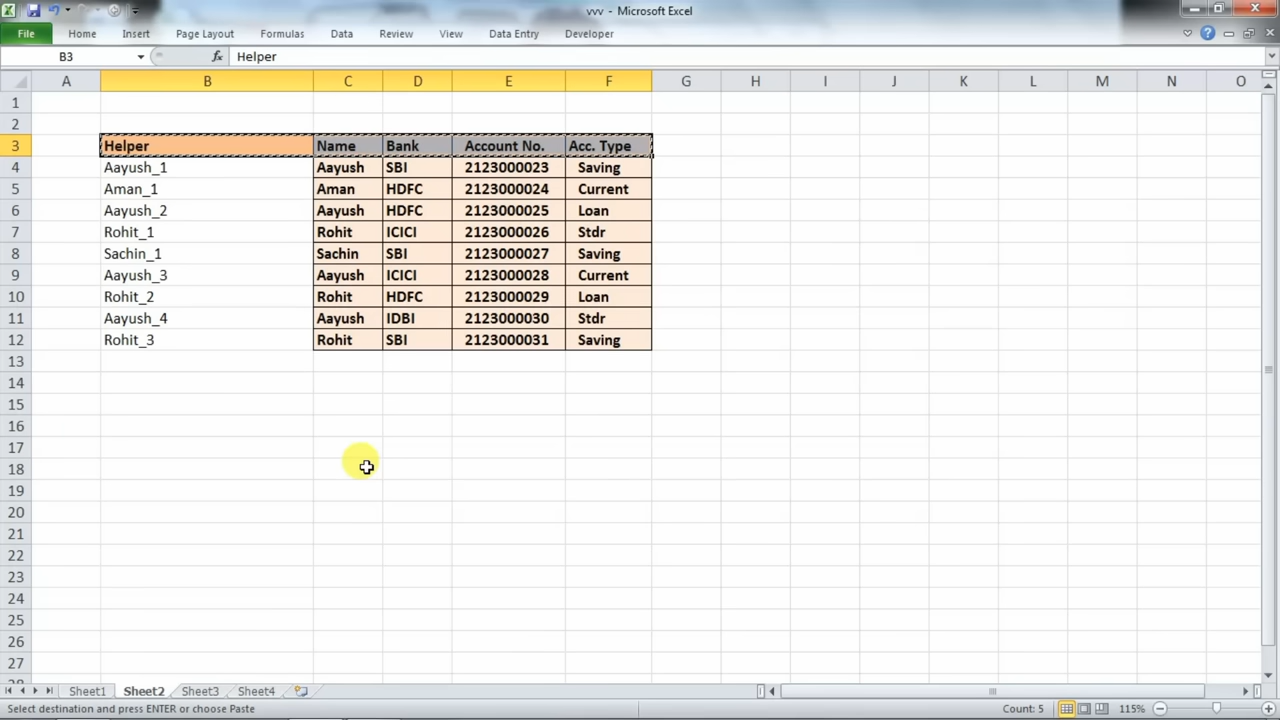 vvv - Microsoft Excel
File Home Insert Page Layout Formulas Data Review View Data Entry Developer
B3 fx Helper
A B C D E F G H I J K L M N O
1
2
3 Helper Name Bank Account No. Acc. Type
4 Aayush_1 Aayush SBI 2123000023 Saving
5 Aman_1 Aman HDFC 2123000024 Current
6 Aayush_2 Aayush HDFC 2123000025 Loan
7 Rohit_1 Rohit ICICI 2123000026 Stdr
8 Sachin_1 Sachin SBI 2123000027 Saving
9 Aayush_3 Aayush ICICI 2123000028 Current
10 Rohit_2 Rohit HDFC 2123000029 Loan
11 Aayush_4 Aayush IDBI 2123000030 Stdr
12 Rohit_3 Rohit SBI 2123000031 Saving
13
14
15
16
17
18
19
20
21
22
23
24
25
26
27
Sheet1 Sheet2 Sheet3 Sheet4
Select destination and press ENTER or choose Paste Count: 5 115%